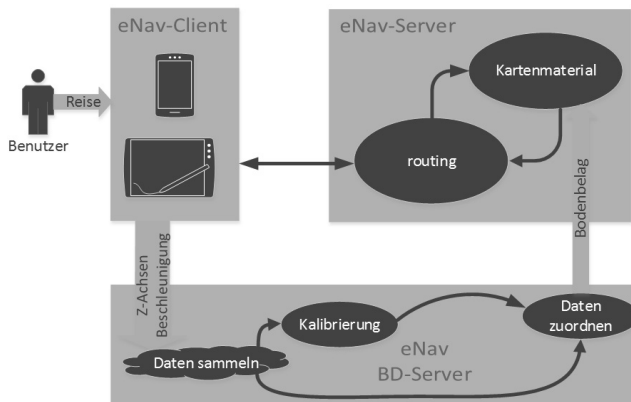 eNav-Client
eNav-Server
Kartenmaterial
Reise
Benutzer
routing
Bodenbelag
Z-Achsen
Beschleunigung
Kalibrierung
Daten
zuordnen
Daten sammeln
eNav
BD-Server